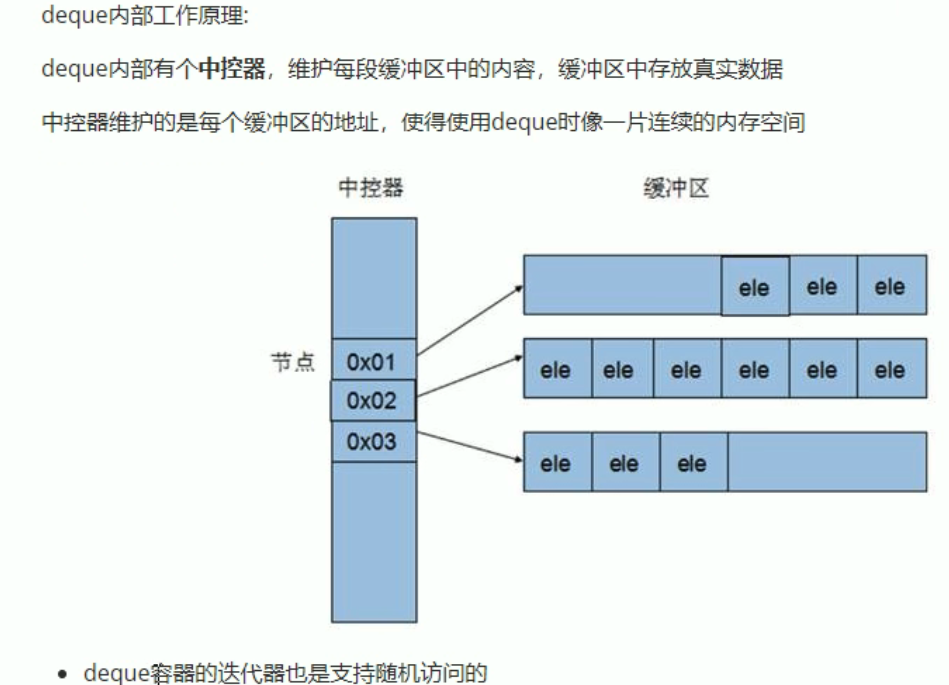 deque内部工作原理:
deque内部有个中控器，维护每段缓冲区中的内容，缓冲区中存放真实数据
中控器维护的是每个缓冲区的地址，使得使用deque时像一片连续的内存空间
中控器 缓冲区
ele ele ele
节点 0x01
ele ele ele ele ele ele
0x02
0x03
ele ele ele
• deque容器的迭代器也是支持随机访问的